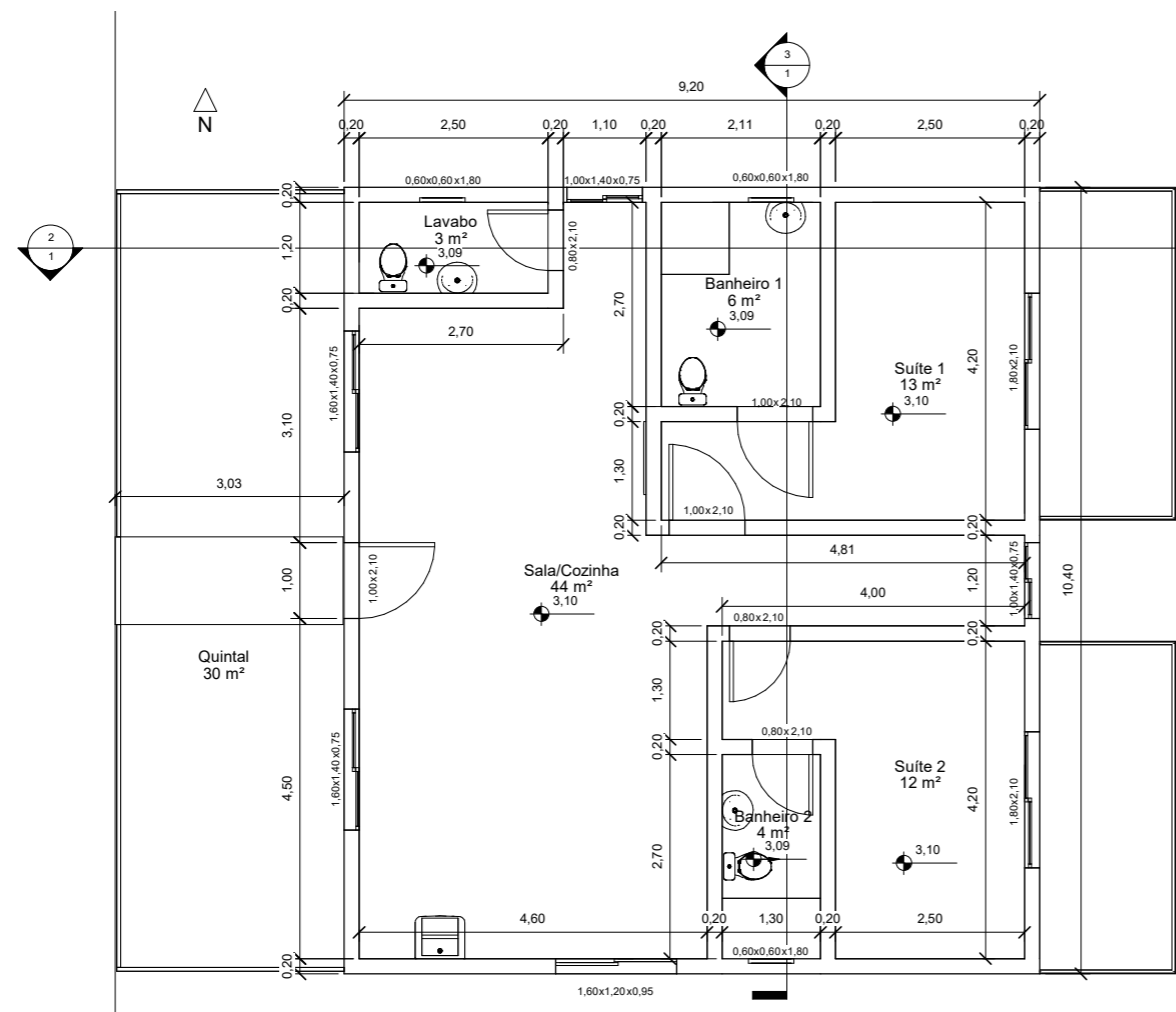 3
1
9,20
N
0,20
2,50
0,20
1,10
0,20
2,11
0,20
2,50
0,20
0,60x0,60x1,80
1,00x1,40x0,75
0,60x0,60x1,80
0,20
2
1
1,20
Lavabo
3 m²
3,09
0,80x2,10
0,20
2,70
2,70
Banheiro 1
6 m²
3,09
1,60x1,40x0,75
3,10
Suíte 1
13 m²
3,10
4,20
1,80x2,10
0,20
1,00x2,10
1,30
3,03
1,00x2,10
0,20
0,20
4,81
1,00
1,00x2,10
Sala/Cozinha
44 m²
3,10
4,00
1,20
1,00x1,40x0,75
10,40
0,20
0,80x2,10
0,20
Quintal
30 m²
1,30
0,80x2,10
0,20
1,60x1,40x0,75
4,50
Suíte 2
12 m²
4,20
1,80x2,10
Banheiro 2
4 m²
3,09
2,70
3,10
4,60
0,20
1,30
0,20
2,50
0,20
0,60x0,60x1,80
0,20
1,60x1,20x0,95